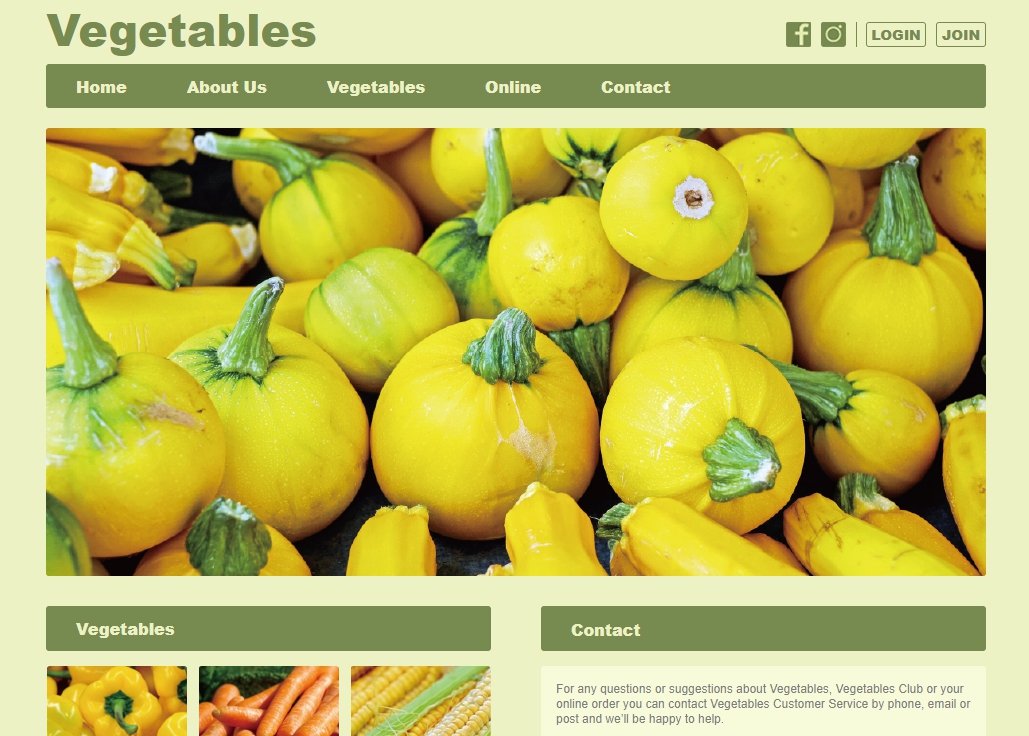 Vegetables
LOGIN JOIN
Home About Us Vegetables Online Contact
Vegetables
Contact
For any questions or suggestions about Vegetables, Vegetables Club or your
online order you can contact Vegetables Customer Service by phone, email or
post and we'll be happy to help.